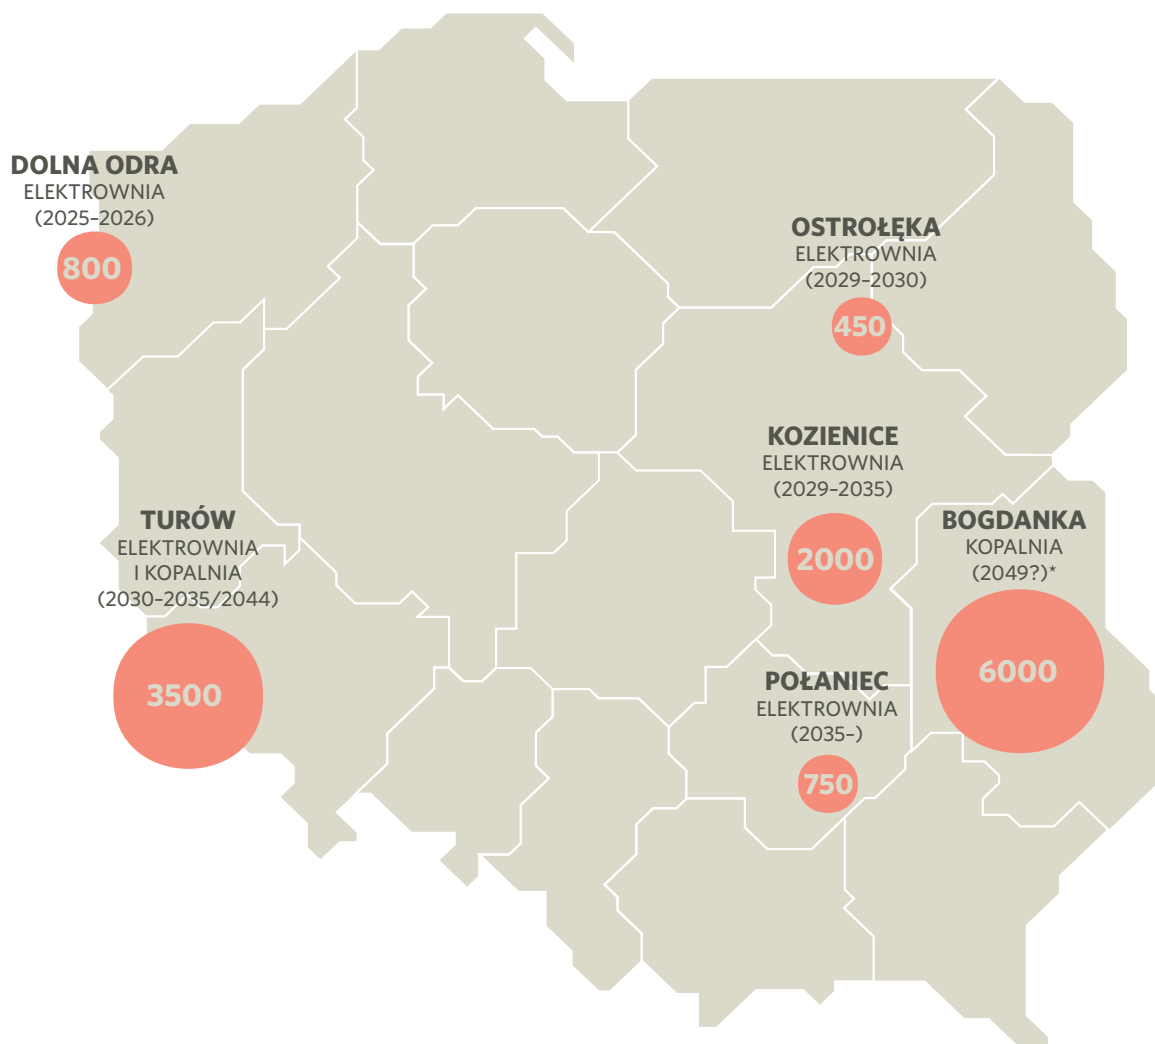 DOLNA ODRA
ELEKTROWNIA
(2025–2026)
800
OSTROŁĘKA
ELEKTROWNIA
(2029–2030)
450
KOZIENICE
ELEKTROWNIA
(2029–2035)
2000
TURÓW
ELEKTROWNIA
I KOPALNIA
(2030–2035/2044)
3500
BOGDANKA
KOPALNIA
(2049?)*
6000
POŁANIEC
ELEKTROWNIA
(2035–)
750